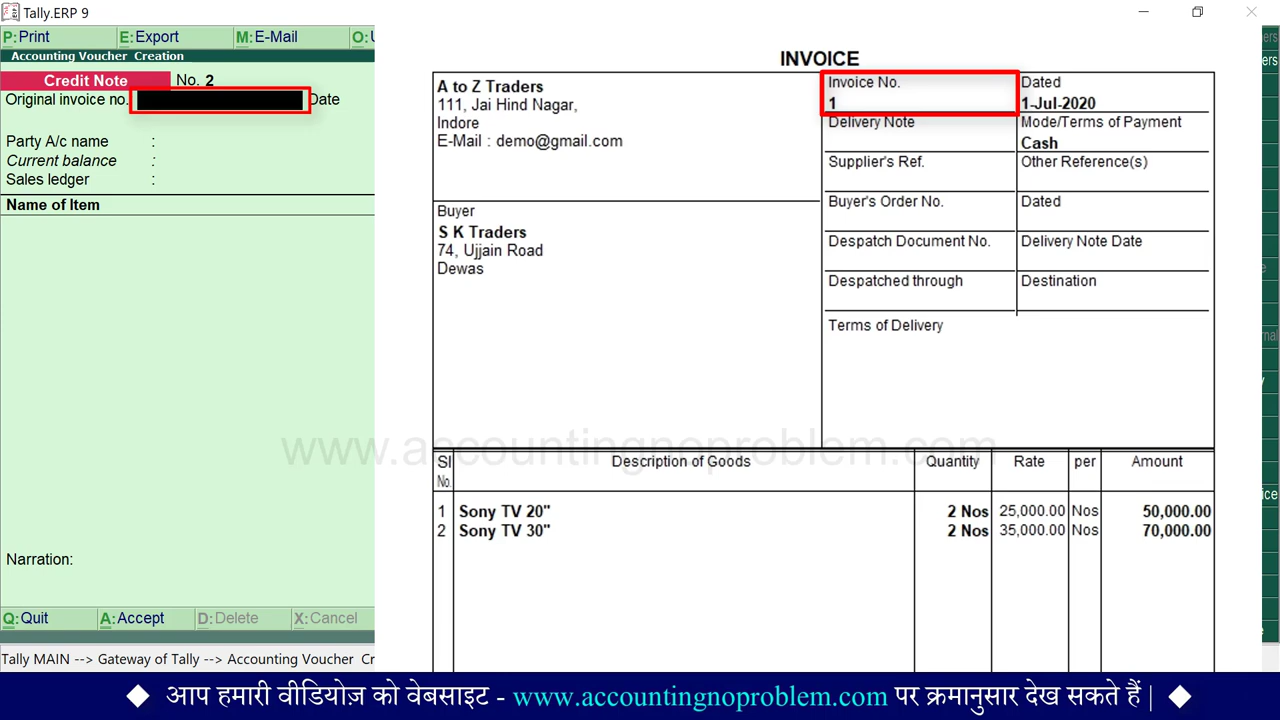 Tally.ERP 9
P:Print E:Export M:E-Mail
Accounting Voucher Creation
Credit Note No. 2
Original invoice no. Date
Party A/c name :
Current balance :
Sales ledger :
Name of Item
Narration:
Q:Quit A:Accept D:Delete X:Cancel
Tally MAIN --> Gateway of Tally --> Accounting Voucher Cr
INVOICE
A to Z Traders
111, Jai Hind Nagar,
Indore
E-Mail : demo@gmail.com
Buyer
S K Traders
74, Ujjain Road
Dewas
Invoice No. Dated
1 1-Jul-2020
Delivery Note Mode/Terms of Payment
Cash
Supplier's Ref. Other Reference(s)
Buyer's Order No. Dated
Despatch Document No. Delivery Note Date
Despatched through Destination
Terms of Delivery
www.accountingnoproblem.com
Sl No. Description of Goods Quantity Rate per Amount
1 Sony TV 20" 2 Nos 25,000.00 Nos 50,000.00
2 Sony TV 30" 2 Nos 35,000.00 Nos 70,000.00
◆ आप हमारी वीडियोज़ को वेबसाइट - www.accountingnoproblem.com पर क्रमानुसार देख सकते हैं | ◆